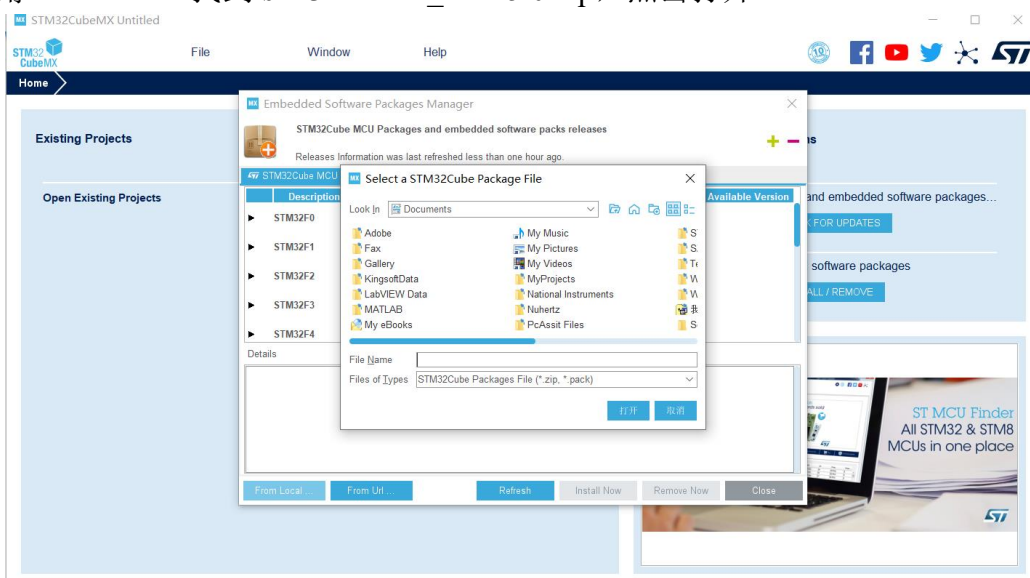 STM32CubeMX Untitled
STM32
CubeMX
File
Window
Help
10
Home
Existing Projects
Open Existing Projects
Embedded Software Packages Manager
STM32Cube MCU Packages and embedded software packs releases
Releases Information was last refreshed less than one hour ago.
STM32Cube MCU
Description
Available Version
STM32F0
STM32F1
STM32F2
STM32F3
STM32F4
Details
Select a STM32Cube Package File
Look In
Documents
Adobe
Fax
Gallery
KingsoftData
LabVIEW Data
MATLAB
My eBooks
My Music
My Pictures
My Videos
MyProjects
National Instruments
Nuhertz
PcAssit Files
File Name
Files of Types
STM32Cube Packages File (*.zip, *.pack)
打开
取消
From Local ...
From Url ...
Refresh
Install Now
Remove Now
Close
and embedded software packages...
FOR UPDATES
software packages
ALL / REMOVE
ST MCU Finder
All STM32 & STM8
MCUs in one place